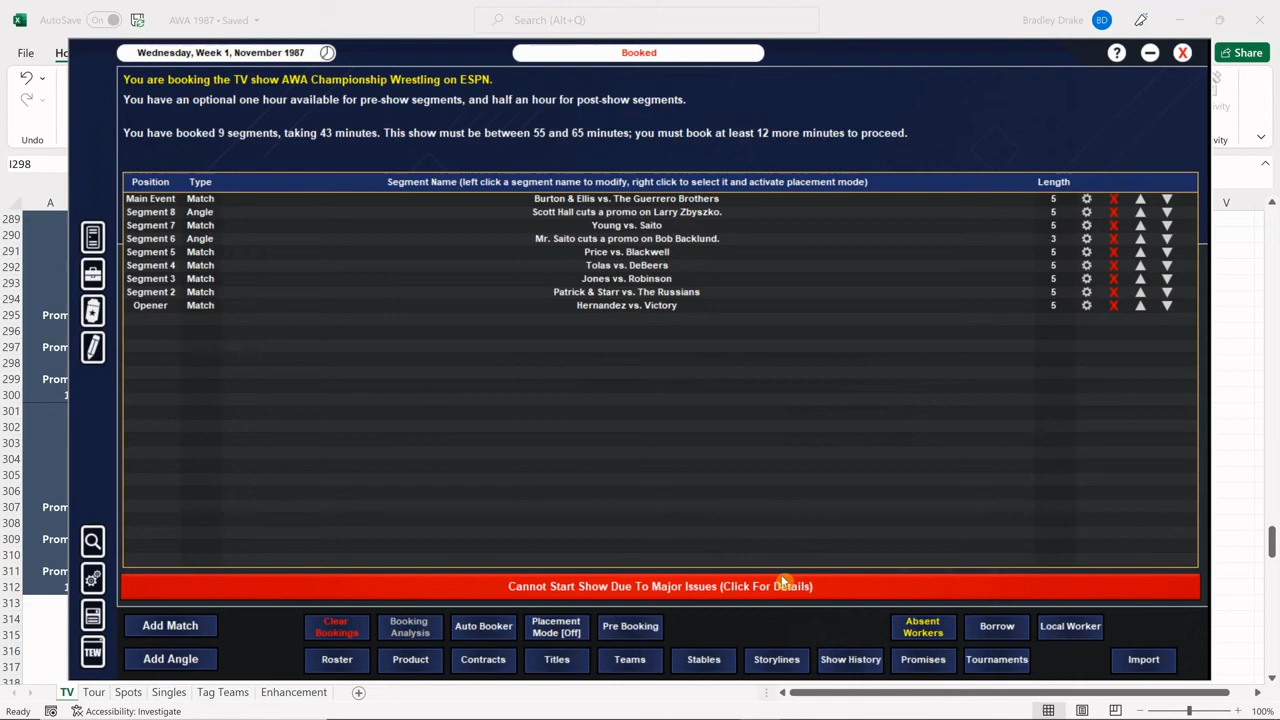 AutoSave On AWA 1987 • Saved Search (Alt+Q) Bradley Drake BD
File Ho Share
Wednesday, Week 1, November 1987 Booked ? X
You are booking the TV show AWA Championship Wrestling on ESPN.
You have an optional one hour available for pre-show segments, and half an hour for post-show segments.
You have booked 9 segments, taking 43 minutes. This show must be between 55 and 65 minutes; you must book at least 12 more minutes to proceed.
Undo
I298
A V
Position Type Segment Name (left click a segment name to modify, right click to select it and activate placement mode) Length
Main Event Match Burton & Ellis vs. The Guerrero Brothers 5 X
Segment 8 Angle Scott Hall cuts a promo on Larry Zbyszko. 5 X
Segment 7 Match Young vs. Saito 5 X
Segment 6 Angle Mr. Saito cuts a promo on Bob Backlund. 3 X
Segment 5 Match Price vs. Blackwell 5 X
Segment 4 Match Tolas vs. DeBeers 5 X
Segment 3 Match Jones vs. Robinson 5 X
Segment 2 Match Patrick & Starr vs. The Russians 5 X
Opener Match Hernandez vs. Victory 5 X
289
290
291
292
293
294
295 Prom
296
297 Prom
298
299 Prom
300 1
301
302
303
304
305
306
307 Prom
308
309 Prom
310
311 Prom
312 1
313
314
315
316
317
318
Cannot Start Show Due To Major Issues (Click For Details)
Add Match Clear Bookings Booking Analysis Auto Booker Placement Mode [Off] Pre Booking Absent Workers Borrow Local Worker
Add Angle Roster Product Contracts Titles Teams Stables Storylines Show History Promises Tournaments Import
TEW
TV Tour Spots Singles Tag Teams Enhancement
Ready Accessibility: Investigate 100%